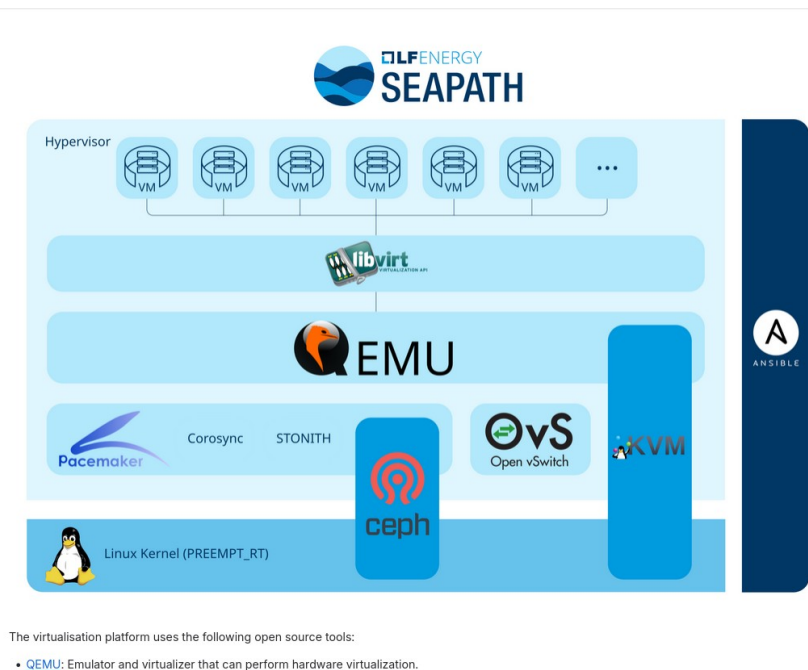 LFENERGY
SEAPATH
Hypervisor
VM
VM
VM
VM
VM
VM
...
libvirt
VIRTUALIZATION API
QEMU
Pacemaker
Corosync
STONITH
OvS
Open vSwitch
KVM
ceph
Linux Kernel (PREEMPT_RT)
ANSIBLE
The virtualisation platform uses the following open source tools:
• QEMU: Emulator and virtualizer that can perform hardware virtualization.